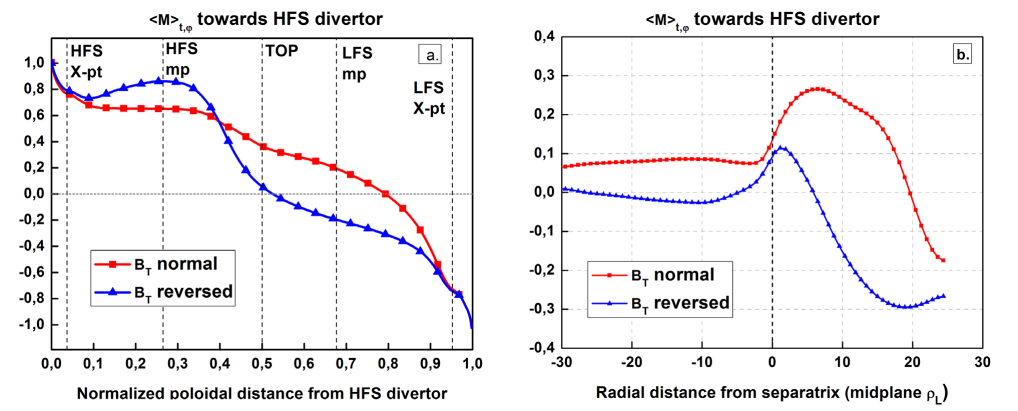 <M>t,φ towards HFS divertor
a.
HFS
X-pt
HFS
mp
TOP
LFS
mp
LFS
X-pt
1,0
0,8
0,6
0,4
0,2
0,0
-0,2
-0,4
-0,6
-0,8
-1,0
BT normal
BT reversed
0,0 0,1 0,2 0,3 0,4 0,5 0,6 0,7 0,8 0,9 1,0
Normalized poloidal distance from HFS divertor
<M>t,φ towards HFS divertor
b.
0,4
0,3
0,2
0,1
0,0
-0,1
-0,2
-0,3
-0,4
BT normal
BT reversed
-30 -20 -10 0 10 20 30
Radial distance from separatrix (midplane ρL)